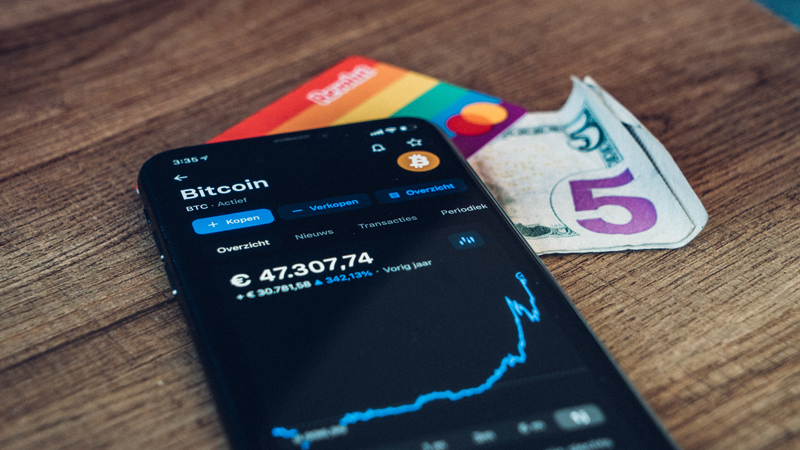 Revolut
3:35
Bitcoin
BTC · Actief
+ Kopen
− Verkopen
Overzicht
Overzicht
Nieuws
Transacties
Periodiek
€ 47.307,74
+ € 30.781,58 ▲ 342,13% · Vorig jaar
5
5